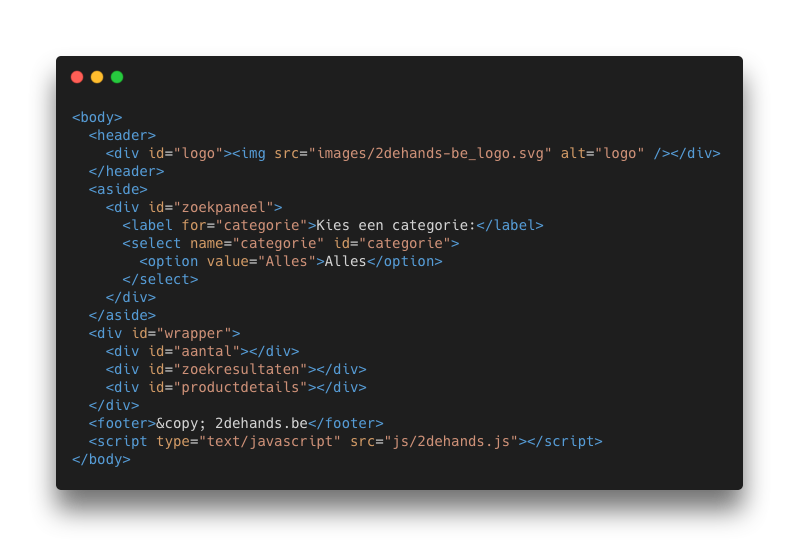 <body>
  <header>
    <div id="logo"><img src="images/2dehands-be_logo.svg" alt="logo" /></div>
  </header>
  <aside>
    <div id="zoekpaneel">
      <label for="categorie">Kies een categorie:</label>
      <select name="categorie" id="categorie">
        <option value="Alles">Alles</option>
      </select>
    </div>
  </aside>
  <div id="wrapper">
    <div id="aantal"></div>
    <div id="zoekresultaten"></div>
    <div id="productdetails"></div>
  </div>
  <footer>&copy; 2dehands.be</footer>
  <script type="text/javascript" src="js/2dehands.js"></script>
</body>